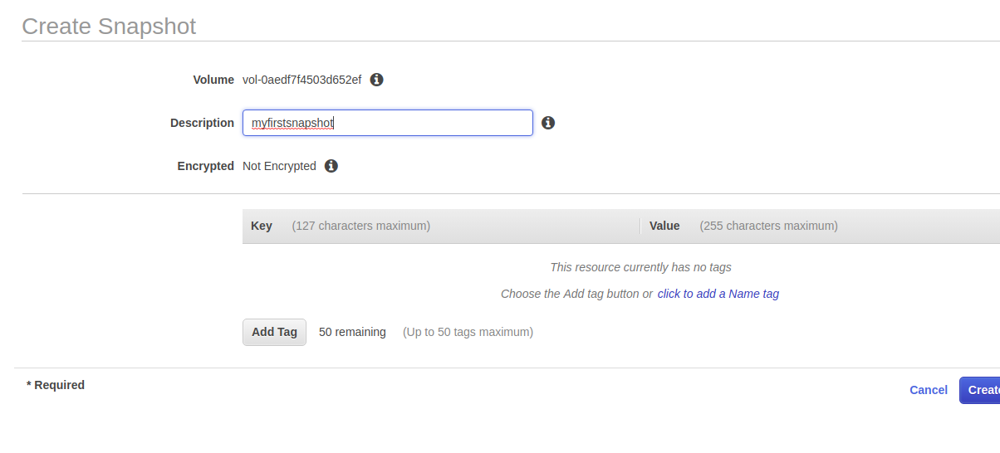 Create Snapshot
Volume vol-0aedf7f4503d652ef
Description myfirstsnapshot
Encrypted Not Encrypted
Key (127 characters maximum) Value (255 characters maximum)
This resource currently has no tags
Choose the Add tag button or click to add a Name tag
Add Tag 50 remaining (Up to 50 tags maximum)
* Required
Cancel Create